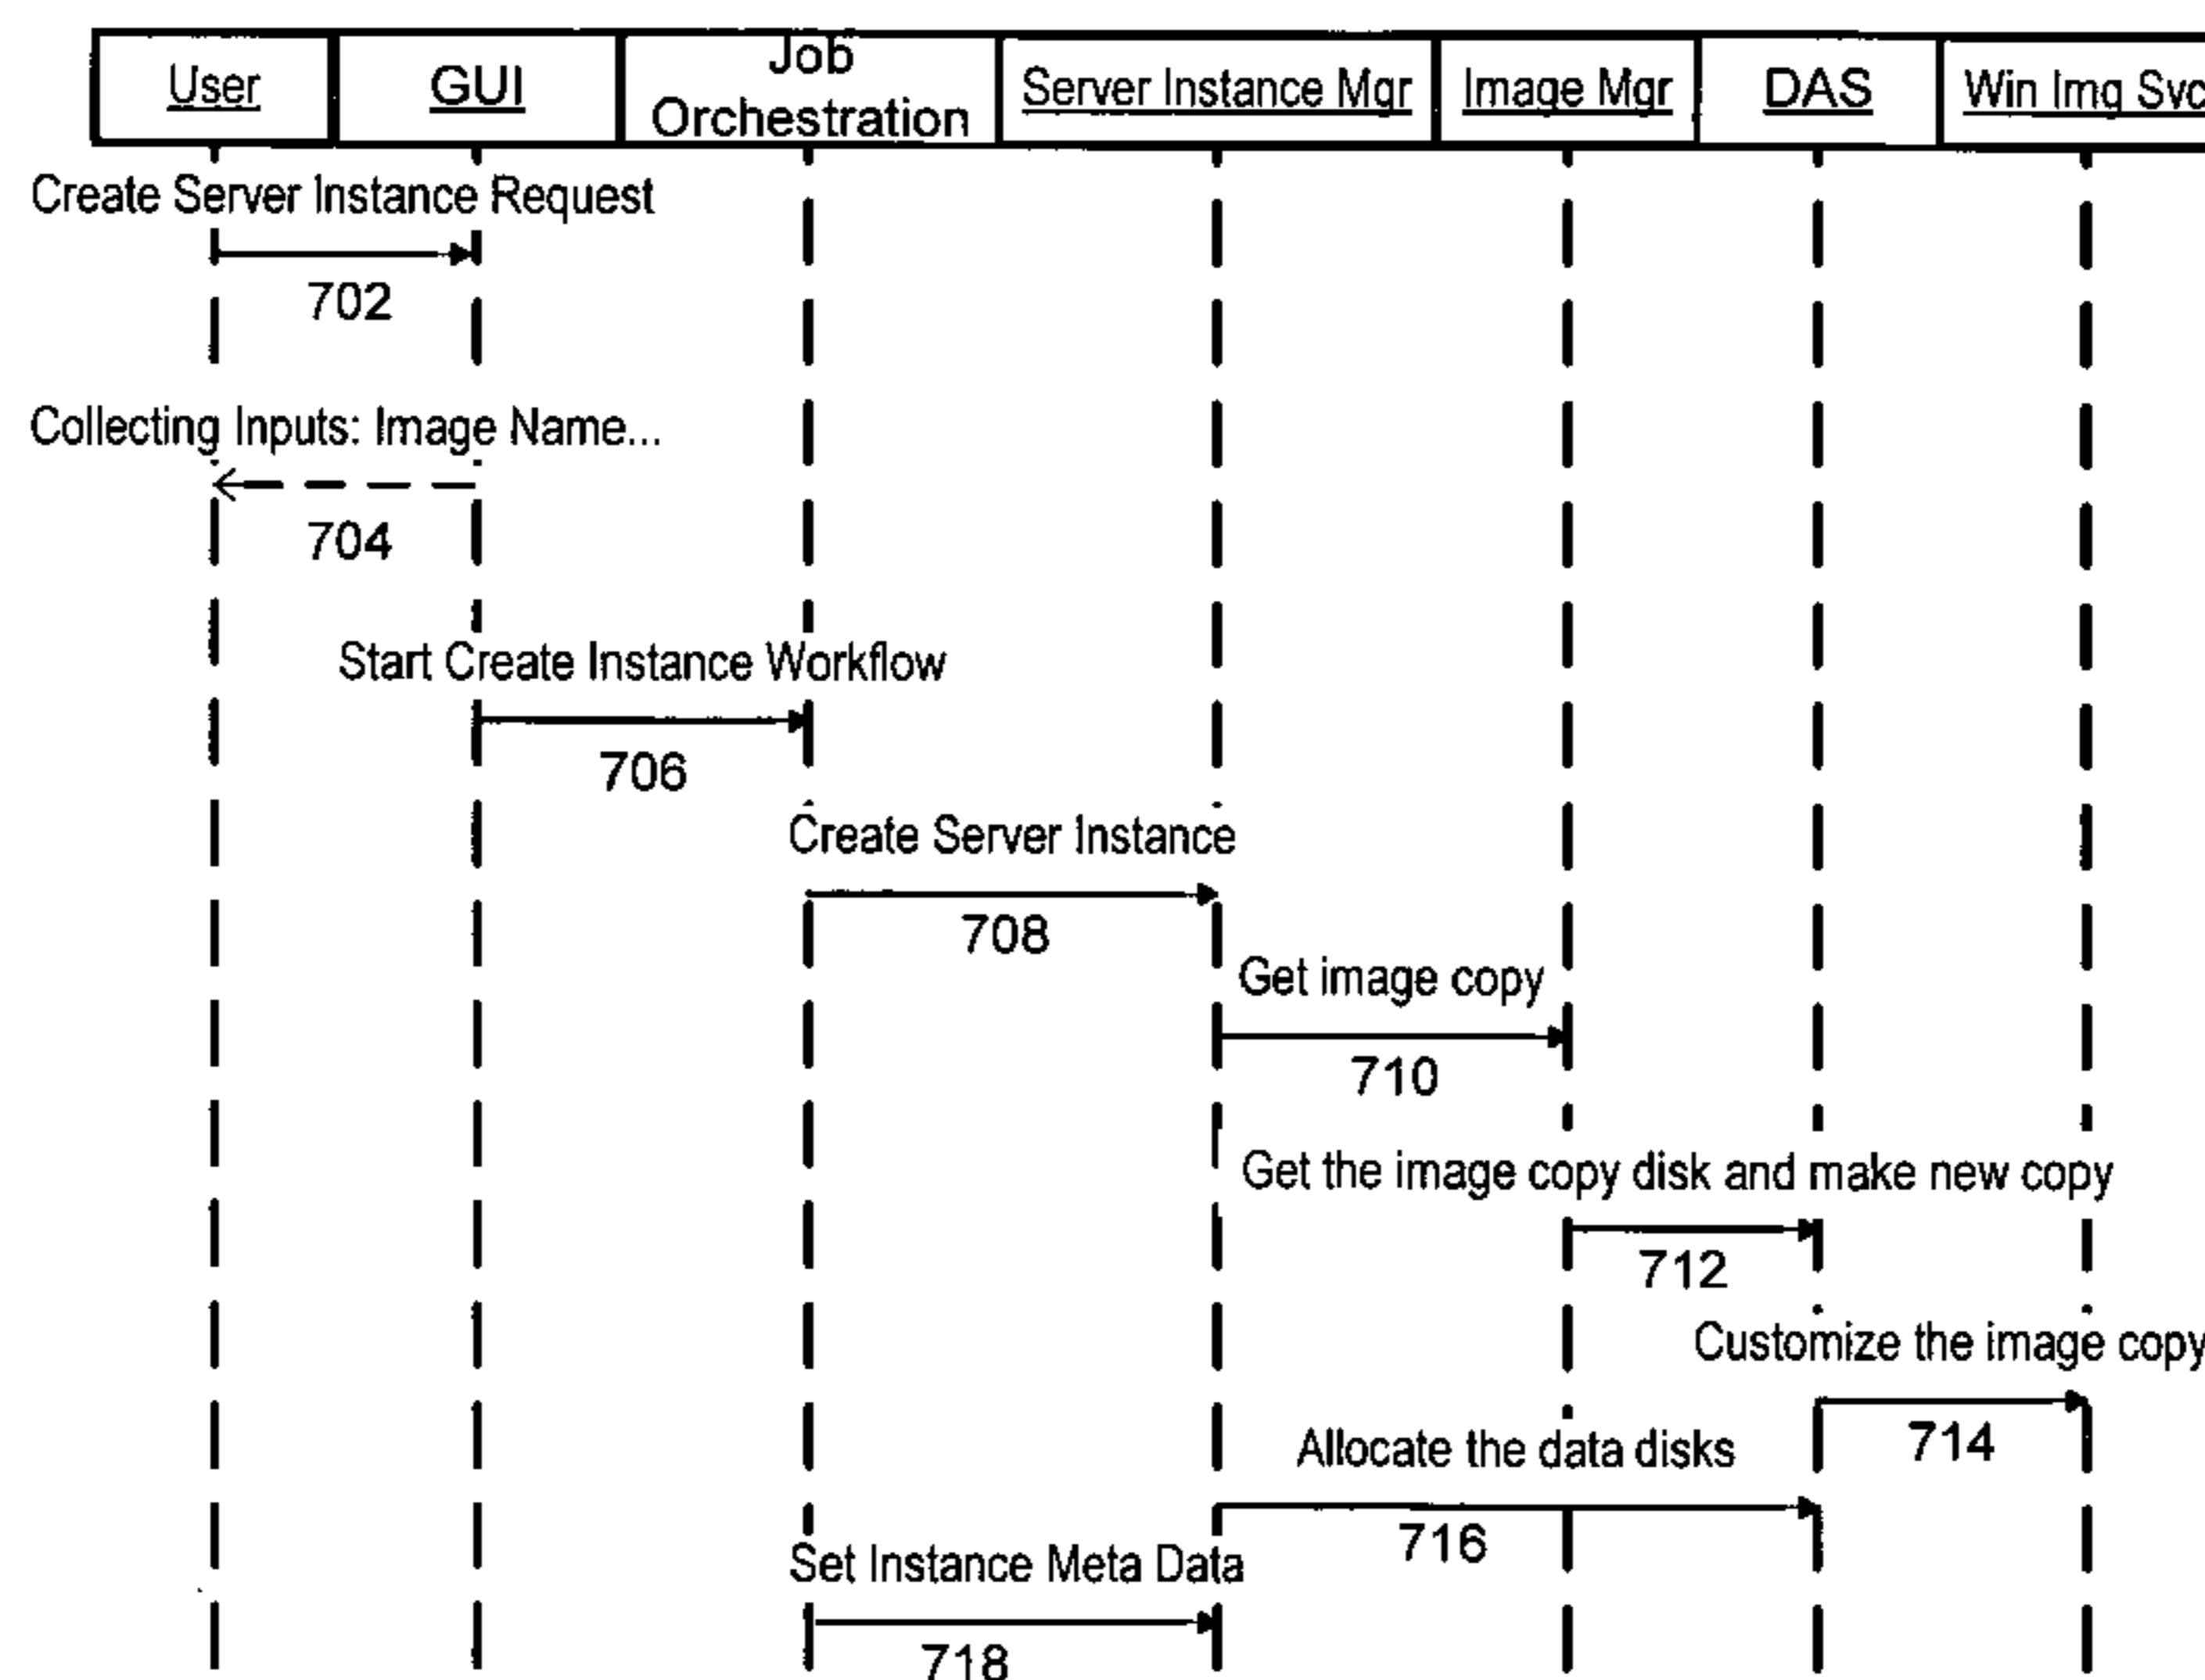 User
GUI
Job
Orchestration
Server Instance Mgr
Image Mgr
DAS
Win Img Svc
Create Server Instance Request
702
Collecting Inputs: Image Name...
704
Start Create Instance Workflow
706
Create Server Instance
708
Get image copy
710
Get the image copy disk and make new copy
712
Customize the image copy
714
Allocate the data disks
716
Set Instance Meta Data
718